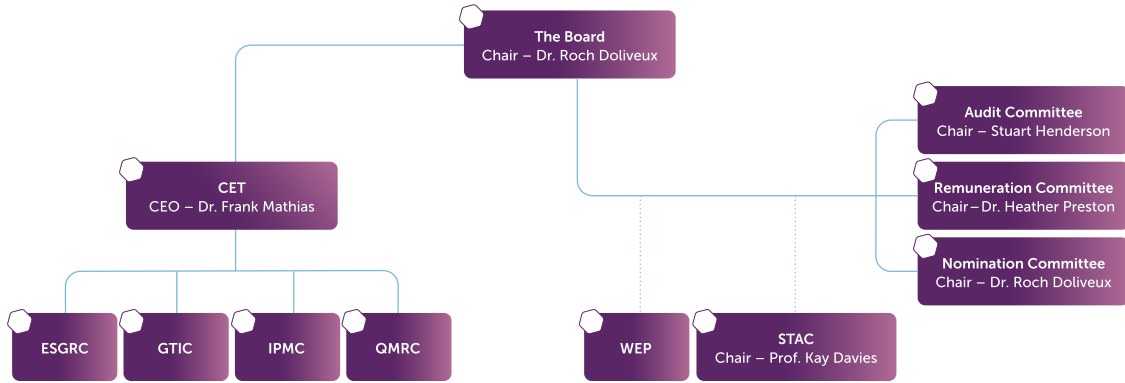 The Board
Chair – Dr. Roch Doliveux
Audit Committee
Chair – Stuart Henderson
CET
CEO – Dr. Frank Mathias
Remuneration Committee
Chair – Dr. Heather Preston
Nomination Committee
Chair – Dr. Roch Doliveux
ESGRC
GTIC
IPMC
QMRC
WEP
STAC
Chair – Prof. Kay Davies